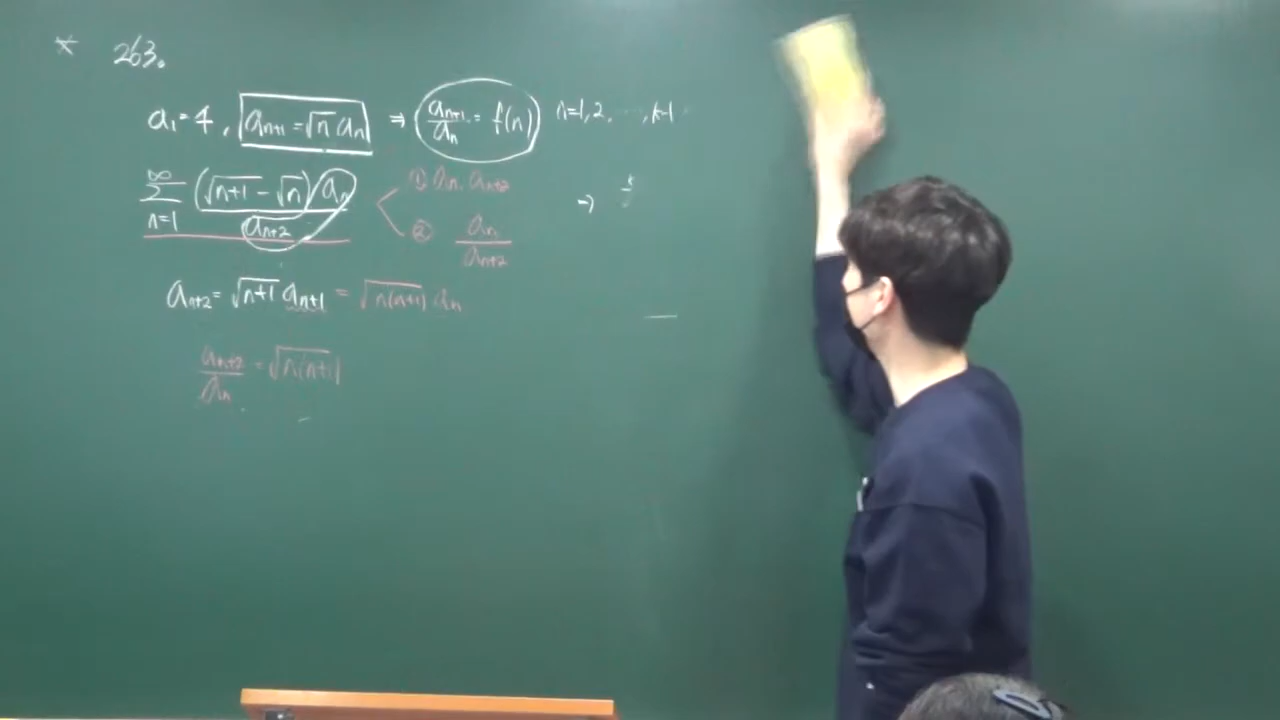 * 263.
a₁ = 4 , aₙ₊₁ = √n aₙ ⇒ aₙ₊₁/aₙ = f(n) n=1,2, ⋯ , k-1
∞ Σ n=1 (√n+1 - √n) aₙ / aₙ₊₂
① aₙ, aₙ₊₂
② aₙ/aₙ₊₂
⇒
aₙ₊₂ = √n+1 aₙ₊₁ = √n(n+1) aₙ
aₙ₊₂/aₙ = √n(n+1)